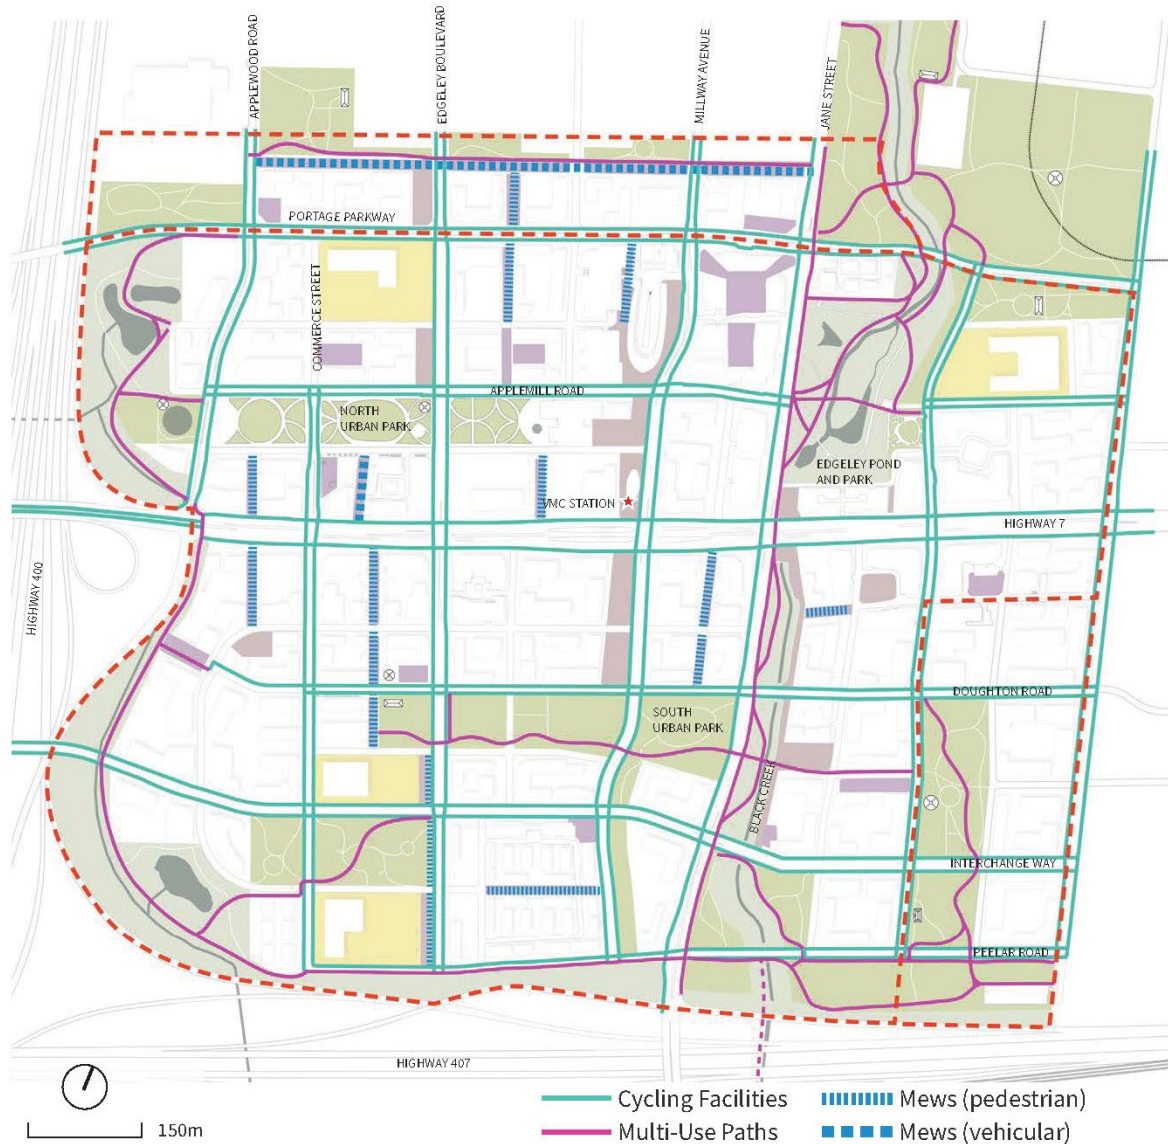 APPLEWOOD ROAD
EDGELEY BOULEVARD
MILLWAY AVENUE
JANE STREET
PORTAGE PARKWAY
COMMERCE STREET
APPLEMILL ROAD
NORTH
URBAN PARK
EDGELEY POND
AND PARK
VMC STATION
HIGHWAY 7
HIGHWAY 400
DOUGHTON ROAD
SOUTH
URBAN PARK
BLACK CREEK
INTERCHANGE WAY
PEELAR ROAD
HIGHWAY 407
150m
Cycling Facilities
Multi-Use Paths
Mews (pedestrian)
Mews (vehicular)